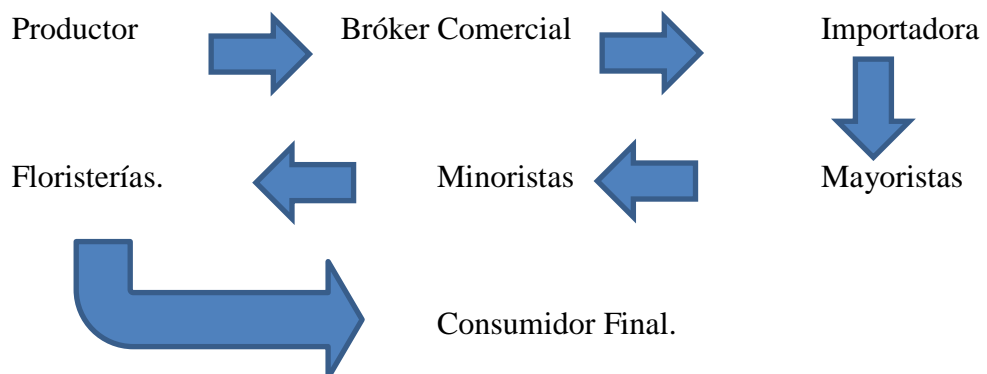 Productor Bróker Comercial Importadora
Floristerías. Minoristas Mayoristas
Consumidor Final.